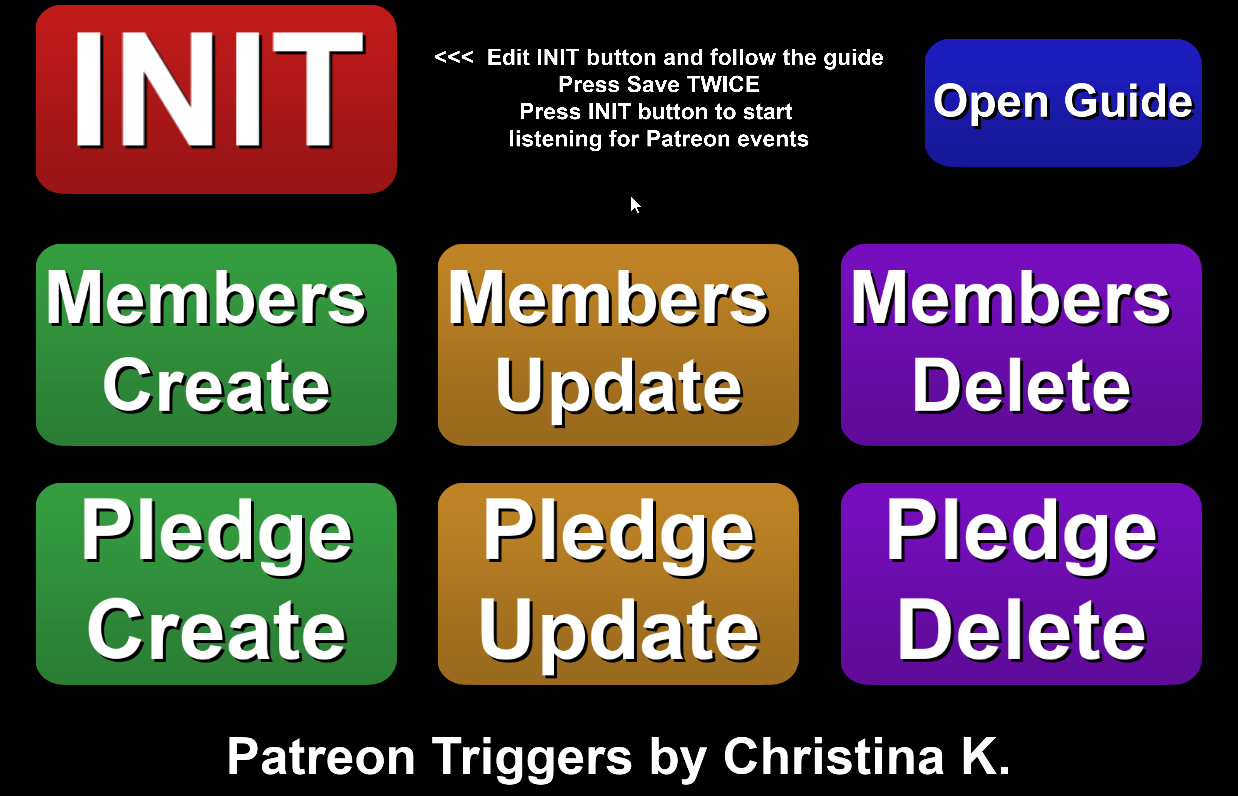 INIT
<<< Edit INIT button and follow the guide
Press Save TWICE
Press INIT button to start
listening for Patreon events
Open Guide
Members
Create
Members
Update
Members
Delete
Pledge
Create
Pledge
Update
Pledge
Delete
Patreon Triggers by Christina K.